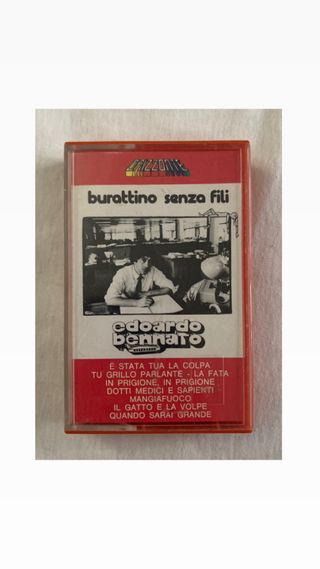 ORIZZONTE
burattino senza fili
edoardo
bennato
È STATA TUA LA COLPA
TU GRILLO PARLANTE - LA FATA
IN PRIGIONE, IN PRIGIONE
DOTTI MEDICI E SAPIENTI
MANGIAFUOCO
IL GATTO E LA VOLPE
QUANDO SARAI GRANDE